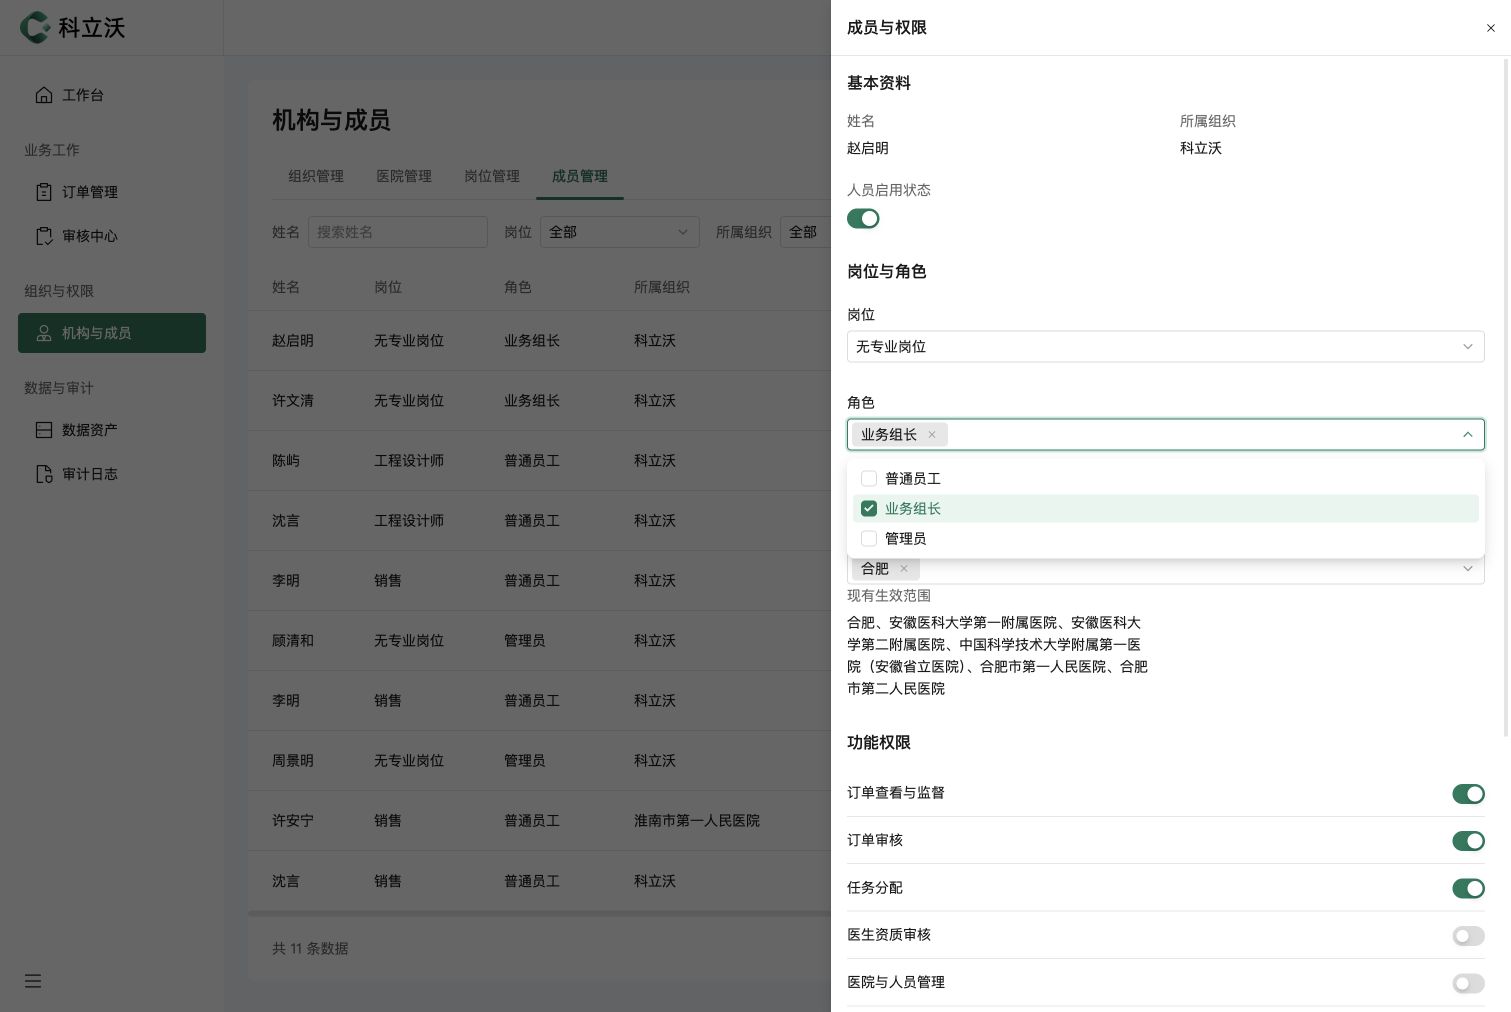 科立沃
工作台
业务工作
订单管理
审核中心
组织与权限
机构与成员
数据与审计
数据资产
审计日志
机构与成员
组织管理 医院管理 岗位管理 成员管理
姓名 搜索姓名 岗位 全部 所属组织 全部
姓名 岗位 角色 所属组织
赵启明 无专业岗位 业务组长 科立沃
许文清 无专业岗位 业务组长 科立沃
陈屿 工程设计师 普通员工 科立沃
沈言 工程设计师 普通员工 科立沃
李明 销售 普通员工 科立沃
顾清和 无专业岗位 管理员 科立沃
李明 销售 普通员工 科立沃
周景明 无专业岗位 管理员 科立沃
许安宁 销售 普通员工 淮南市第一人民医院
沈言 销售 普通员工 科立沃
共 11 条数据
成员与权限
基本资料
姓名 所属组织
赵启明 科立沃
人员启用状态
岗位与角色
岗位
无专业岗位
角色
业务组长
普通员工
业务组长
管理员
合肥
现有生效范围
合肥、安徽医科大学第一附属医院、安徽医科大
学第二附属医院、中国科学技术大学附属第一医
院（安徽省立医院）、合肥市第一人民医院、合肥
市第二人民医院
功能权限
订单查看与监督
订单审核
任务分配
医生资质审核
医院与人员管理